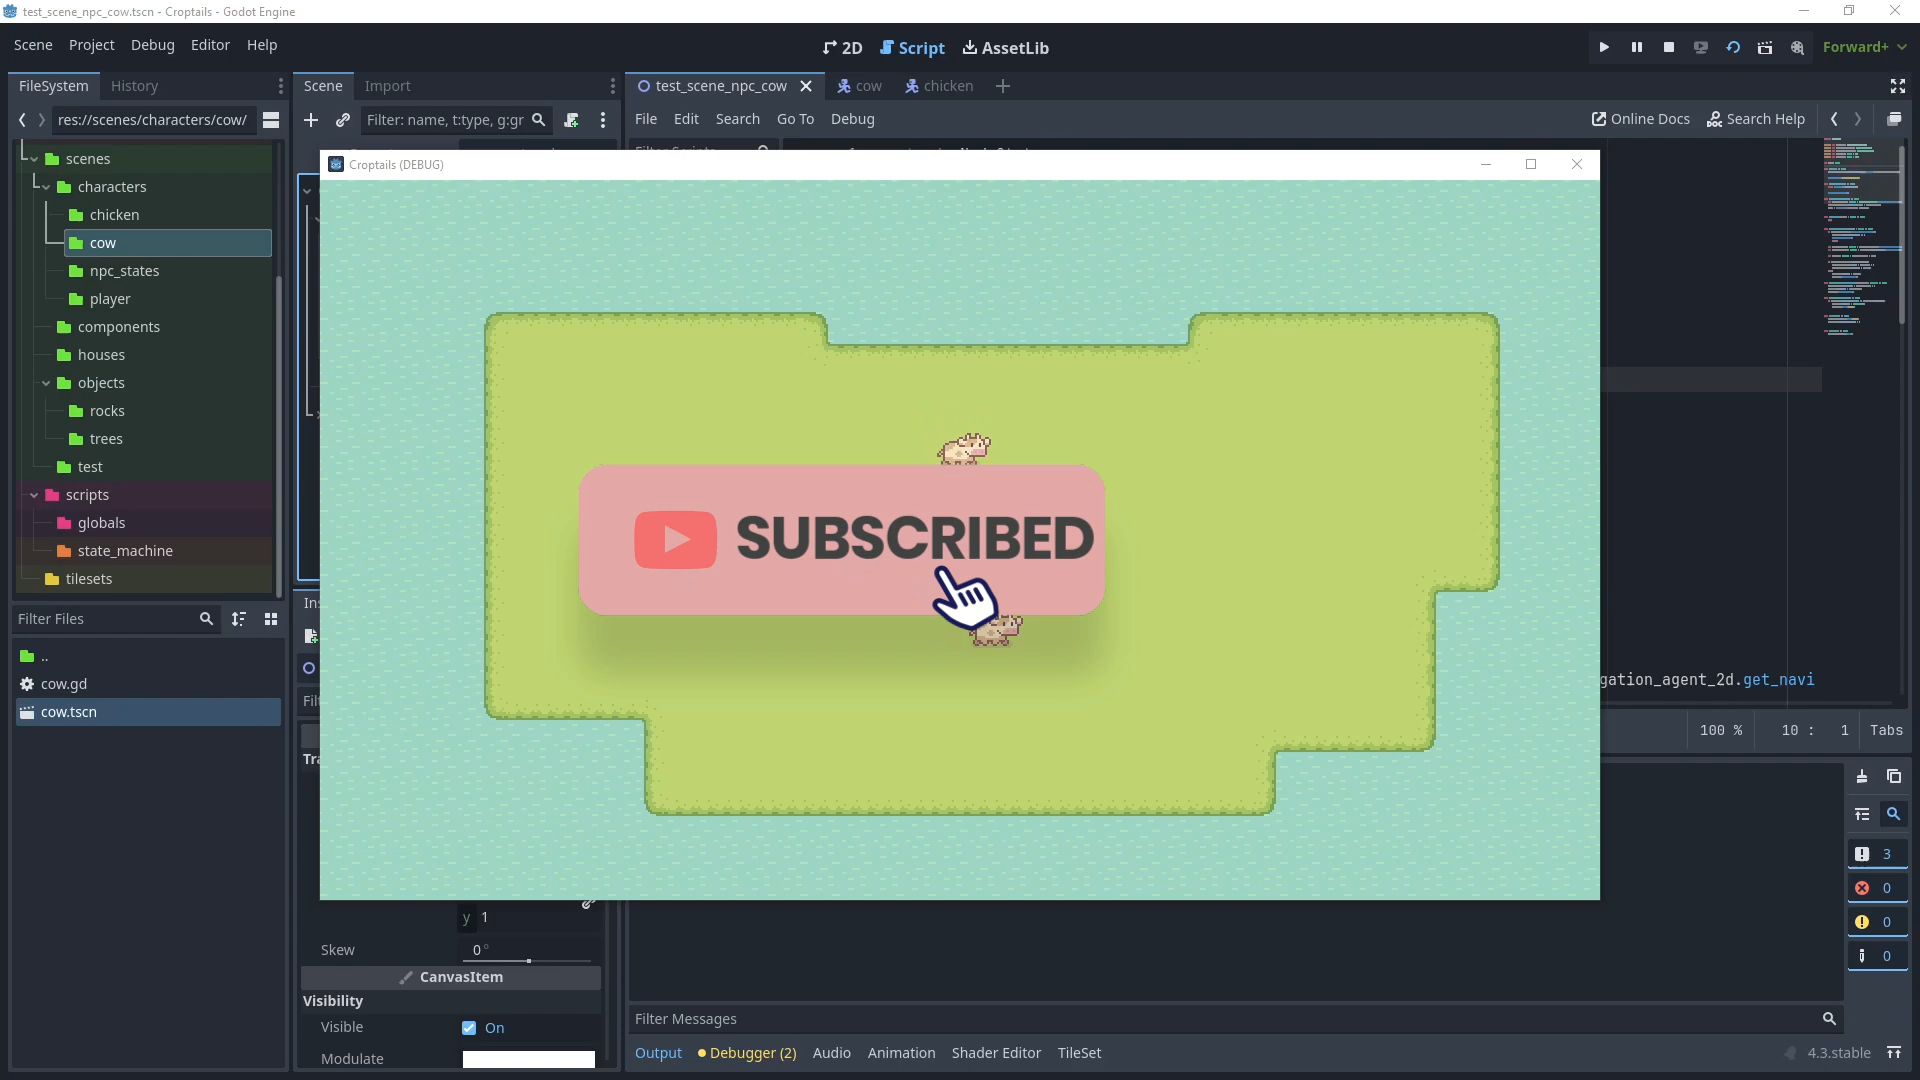 test_scene_npc_cow.tscn - Croptails - Godot Engine
Scene Project Debug Editor Help
2D Script AssetLib
Forward+
FileSystem History
Scene Import
test_scene_npc_cow cow chicken
res://scenes/characters/cow/
Filter: name, t:type, g:gr
File Edit Search Go To Debug
Online Docs Search Help
scenes
characters
chicken
cow
npc_states
player
components
houses
objects
rocks
trees
test
scripts
globals
state_machine
tilesets
Filter Files
..
cow.gd
cow.tscn
Croptails (DEBUG)
SUBSCRIBED
gation_agent_2d.get_navi
100 % 10 : 1 Tabs
3
0
0
0
y 1
Skew 0 °
CanvasItem
Visibility
Visible On
Modulate
Filter Messages
Output Debugger (2) Audio Animation Shader Editor TileSet
4.3.stable